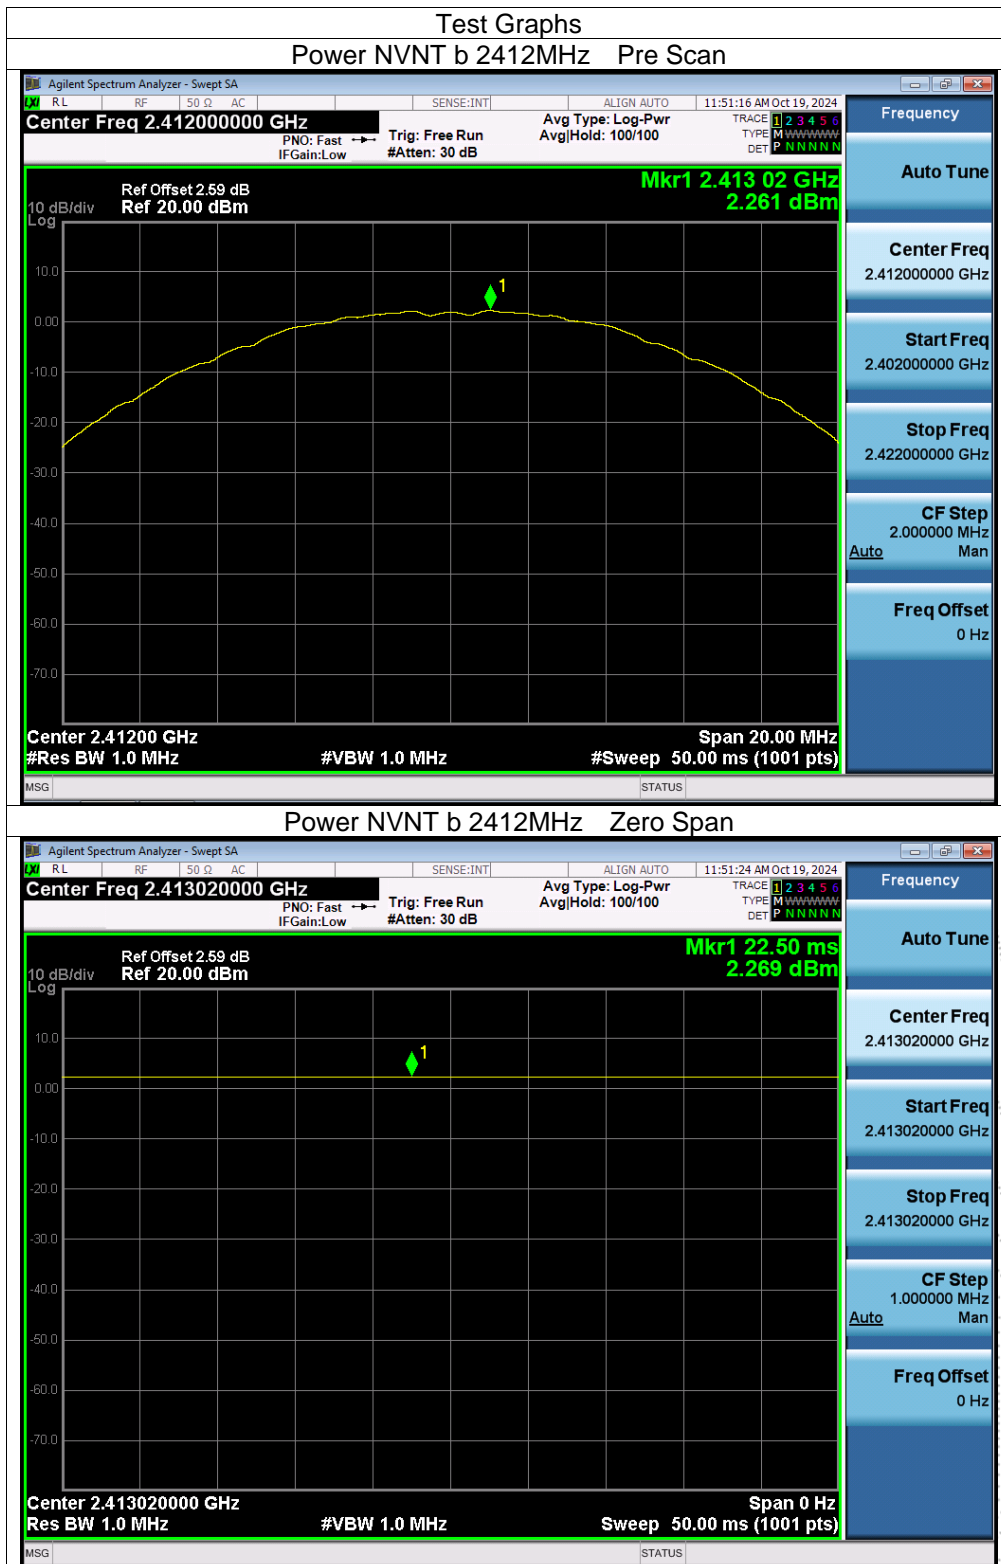 Test Graphs
Power NVNT b 2412MHz Pre Scan
Agilent Spectrum Analyzer - Swept SA
LXI RL RF 50 Ω AC SENSE:INT ALIGN AUTO 11:51:16 AM Oct 19, 2024
Center Freq 2.412000000 GHz Avg Type: Log-Pwr TRACE 1 2 3 4 5 6
PNO: Fast Trig: Free Run Avg|Hold: 100/100 TYPE M WWWWW
IFGain:Low #Atten: 30 dB DET P N N N N N
Frequency
Mkr1 2.413 02 GHz
Ref Offset 2.59 dB
10 dB/div Ref 20.00 dBm 2.261 dBm
Log
10.0
1
0.00
-10.0
-20.0
-30.0
-40.0
-50.0
-60.0
-70.0
Center 2.41200 GHz Span 20.00 MHz
#Res BW 1.0 MHz #VBW 1.0 MHz #Sweep 50.00 ms (1001 pts)
Auto Tune
Center Freq
2.412000000 GHz
Start Freq
2.402000000 GHz
Stop Freq
2.422000000 GHz
CF Step
2.000000 MHz
Auto Man
Freq Offset
0 Hz
MSG STATUS
Power NVNT b 2412MHz Zero Span
Agilent Spectrum Analyzer - Swept SA
LXI RL RF 50 Ω AC SENSE:INT ALIGN AUTO 11:51:24 AM Oct 19, 2024
Center Freq 2.413020000 GHz Avg Type: Log-Pwr TRACE 1 2 3 4 5 6
PNO: Fast Trig: Free Run Avg|Hold: 100/100 TYPE M WWWWW
IFGain:Low #Atten: 30 dB DET P N N N N N
Frequency
Mkr1 22.50 ms
Ref Offset 2.59 dB
10 dB/div Ref 20.00 dBm 2.269 dBm
Log
10.0
1
0.00
-10.0
-20.0
-30.0
-40.0
-50.0
-60.0
-70.0
Center 2.413020000 GHz Span 0 Hz
Res BW 1.0 MHz #VBW 1.0 MHz Sweep 50.00 ms (1001 pts)
Auto Tune
Center Freq
2.413020000 GHz
Start Freq
2.413020000 GHz
Stop Freq
2.413020000 GHz
CF Step
1.000000 MHz
Auto Man
Freq Offset
0 Hz
MSG STATUS